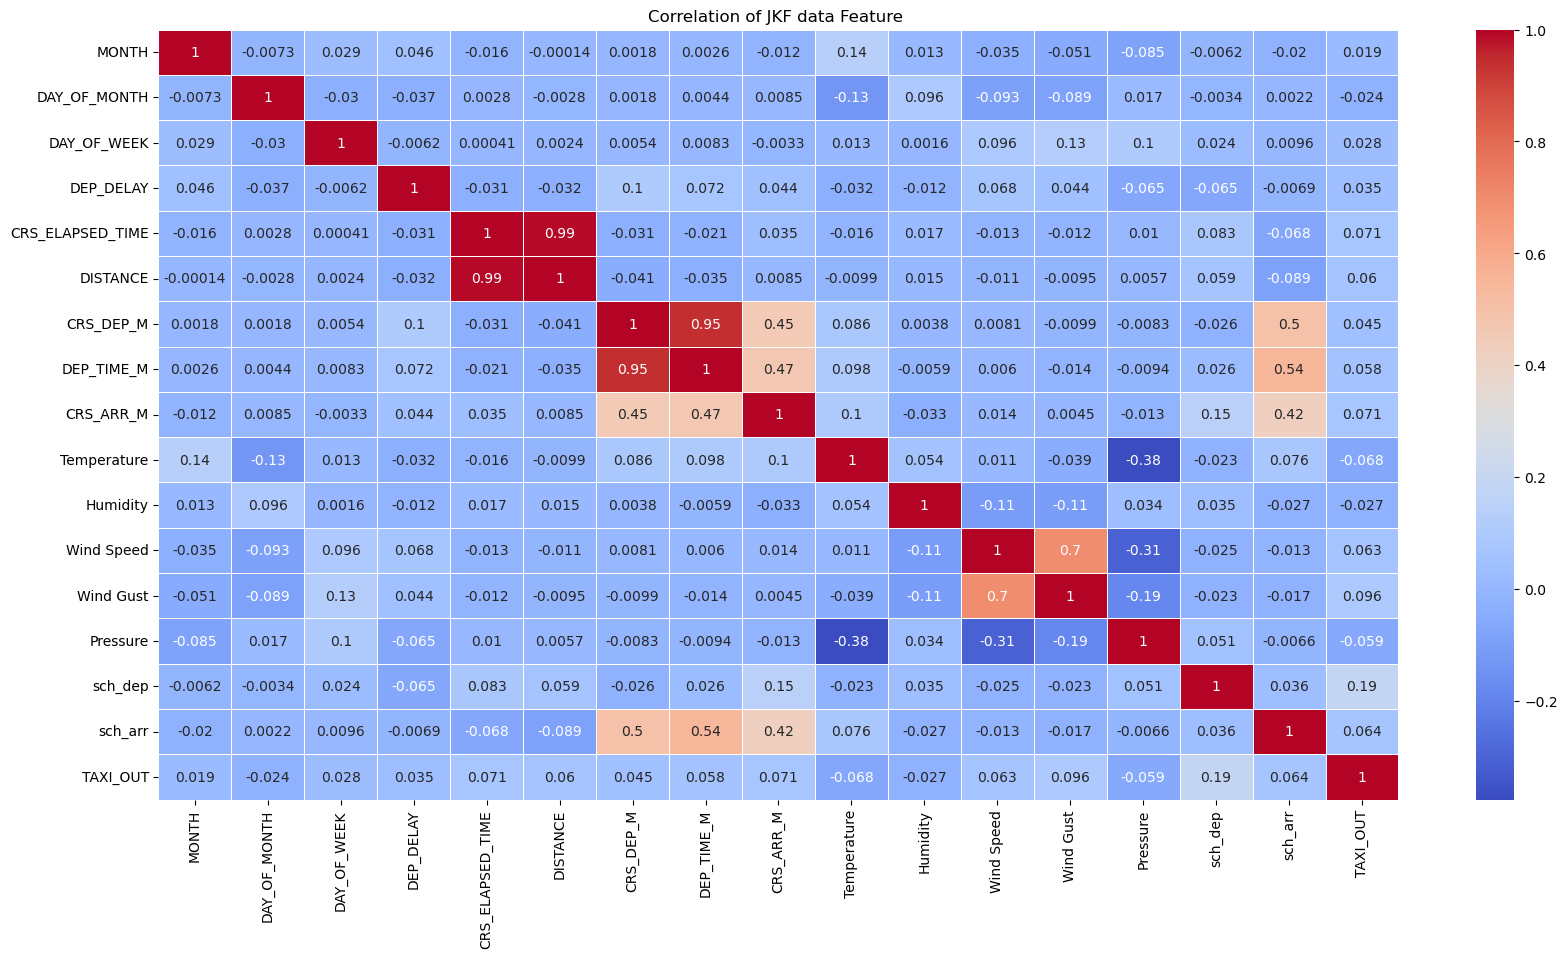 Correlation of JKF data Feature
MONTH 1 -0.0073 0.029 0.046 -0.016 -0.00014 0.0018 0.0026 -0.012 0.14 0.013 -0.035 -0.051 -0.085 -0.0062 -0.02 0.019
DAY_OF_MONTH -0.0073 1 -0.03 -0.037 0.0028 -0.0028 0.0018 0.0044 0.0085 -0.13 0.096 -0.093 -0.089 0.017 -0.0034 0.0022 -0.024
DAY_OF_WEEK 0.029 -0.03 1 -0.0062 0.00041 0.0024 0.0054 0.0083 -0.0033 0.013 0.0016 0.096 0.13 0.1 0.024 0.0096 0.028
DEP_DELAY 0.046 -0.037 -0.0062 1 -0.031 -0.032 0.1 0.072 0.044 -0.032 -0.012 0.068 0.044 -0.065 -0.065 -0.0069 0.035
CRS_ELAPSED_TIME -0.016 0.0028 0.00041 -0.031 1 0.99 -0.031 -0.021 0.035 -0.016 0.017 -0.013 -0.012 0.01 0.083 -0.068 0.071
DISTANCE -0.00014 -0.0028 0.0024 -0.032 0.99 1 -0.041 -0.035 0.0085 -0.0099 0.015 -0.011 -0.0095 0.0057 0.059 -0.089 0.06
CRS_DEP_M 0.0018 0.0018 0.0054 0.1 -0.031 -0.041 1 0.95 0.45 0.086 0.0038 0.0081 -0.0099 -0.0083 -0.026 0.5 0.045
DEP_TIME_M 0.0026 0.0044 0.0083 0.072 -0.021 -0.035 0.95 1 0.47 0.098 -0.0059 0.006 -0.014 -0.0094 0.026 0.54 0.058
CRS_ARR_M -0.012 0.0085 -0.0033 0.044 0.035 0.0085 0.45 0.47 1 0.1 -0.033 0.014 0.0045 -0.013 0.15 0.42 0.071
Temperature 0.14 -0.13 0.013 -0.032 -0.016 -0.0099 0.086 0.098 0.1 1 0.054 0.011 -0.039 -0.38 -0.023 0.076 -0.068
Humidity 0.013 0.096 0.0016 -0.012 0.017 0.015 0.0038 -0.0059 -0.033 0.054 1 -0.11 -0.11 0.034 0.035 -0.027 -0.027
Wind Speed -0.035 -0.093 0.096 0.068 -0.013 -0.011 0.0081 0.006 0.014 0.011 -0.11 1 0.7 -0.31 -0.025 -0.013 0.063
Wind Gust -0.051 -0.089 0.13 0.044 -0.012 -0.0095 -0.0099 -0.014 0.0045 -0.039 -0.11 0.7 1 -0.19 -0.023 -0.017 0.096
Pressure -0.085 0.017 0.1 -0.065 0.01 0.0057 -0.0083 -0.0094 -0.013 -0.38 0.034 -0.31 -0.19 1 0.051 -0.0066 -0.059
sch_dep -0.0062 -0.0034 0.024 -0.065 0.083 0.059 -0.026 0.026 0.15 -0.023 0.035 -0.025 -0.023 0.051 1 0.036 0.19
sch_arr -0.02 0.0022 0.0096 -0.0069 -0.068 -0.089 0.5 0.54 0.42 0.076 -0.027 -0.013 -0.017 -0.0066 0.036 1 0.064
TAXI_OUT 0.019 -0.024 0.028 0.035 0.071 0.06 0.045 0.058 0.071 -0.068 -0.027 0.063 0.096 -0.059 0.19 0.064 1
MONTH
DAY_OF_MONTH
DAY_OF_WEEK
DEP_DELAY
CRS_ELAPSED_TIME
DISTANCE
CRS_DEP_M
DEP_TIME_M
CRS_ARR_M
Temperature
Humidity
Wind Speed
Wind Gust
Pressure
sch_dep
sch_arr
TAXI_OUT
1.0
0.8
0.6
0.4
0.2
0.0
−0.2